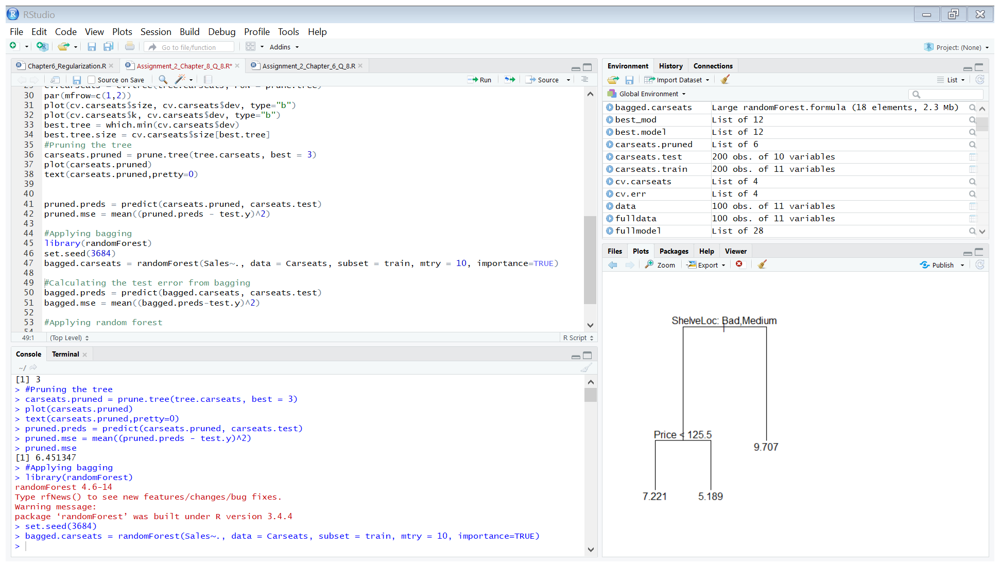 RStudio
File Edit Code View Plots Session Build Debug Profile Tools Help
Go to file/function Addins Project: (None)
Chapter6_Regularization.R Assignment_2_Chapter_8_Q_8.R* Assignment_2_Chapter_6_Q_8.R
Source on Save Run Source
29 cv.carseats = cv.tree(tree.carseats, FUN = prune.tree)
30 par(mfrow=c(1,2))
31 plot(cv.carseats$size, cv.carseats$dev, type="b")
32 plot(cv.carseats$k, cv.carseats$dev, type="b")
33 best.tree = which.min(cv.carseats$dev)
34 best.tree.size = cv.carseats$size[best.tree]
35 #Pruning the tree
36 carseats.pruned = prune.tree(tree.carseats, best = 3)
37 plot(carseats.pruned)
38 text(carseats.pruned,pretty=0)
39
40
41 pruned.preds = predict(carseats.pruned, carseats.test)
42 pruned.mse = mean((pruned.preds - test.y)^2)
43
44 #Applying bagging
45 library(randomForest)
46 set.seed(3684)
47 bagged.carseats = randomForest(Sales~., data = Carseats, subset = train, mtry = 10, importance=TRUE)
48
49 #Calculating the test error from bagging
50 bagged.preds = predict(bagged.carseats, carseats.test)
51 bagged.mse = mean((bagged.preds-test.y)^2)
52
53 #Applying random forest
54
49:1 (Top Level) R Script
Console Terminal
~/
[1] 3
> #Pruning the tree
> carseats.pruned = prune.tree(tree.carseats, best = 3)
> plot(carseats.pruned)
> text(carseats.pruned,pretty=0)
> pruned.preds = predict(carseats.pruned, carseats.test)
> pruned.mse = mean((pruned.preds - test.y)^2)
> pruned.mse
[1] 6.451347
> #Applying bagging
> library(randomForest)
randomForest 4.6-14
Type rfNews() to see new features/changes/bug fixes.
Warning message:
package ‘randomForest’ was built under R version 3.4.4
> set.seed(3684)
> bagged.carseats = randomForest(Sales~., data = Carseats, subset = train, mtry = 10, importance=TRUE)
>
Environment History Connections
Import Dataset List
Global Environment
bagged.carseats Large randomForest.formula (18 elements, 2.3 Mb)
best_mod List of 12
best.model List of 12
carseats.pruned List of 6
carseats.test 200 obs. of 10 variables
carseats.train 200 obs. of 11 variables
cv.carseats List of 4
cv.err List of 4
data 100 obs. of 11 variables
fulldata 100 obs. of 11 variables
fullmodel List of 28
Files Plots Packages Help Viewer
Zoom Export Publish
ShelveLoc: Bad,Medium
Price < 125.5
9.707
7.221 5.189